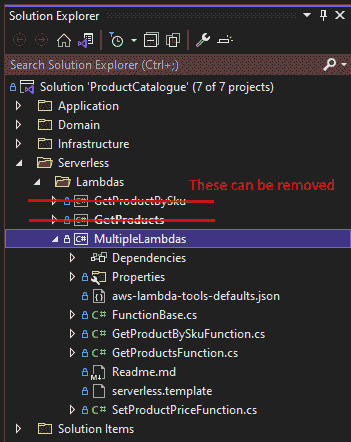 Solution Explorer
Search Solution Explorer (Ctrl+;)
Solution 'ProductCatalogue' (7 of 7 projects)
Application
Domain
Infrastructure
Serverless
Lambdas
These can be removed
GetProductBySku
GetProducts
C# MultipleLambdas
Dependencies
Properties
aws-lambda-tools-defaults.json
C# FunctionBase.cs
C# GetProductBySkuFunction.cs
C# GetProductsFunction.cs
M↓ Readme.md
serverless.template
C# SetProductPriceFunction.cs
Solution Items